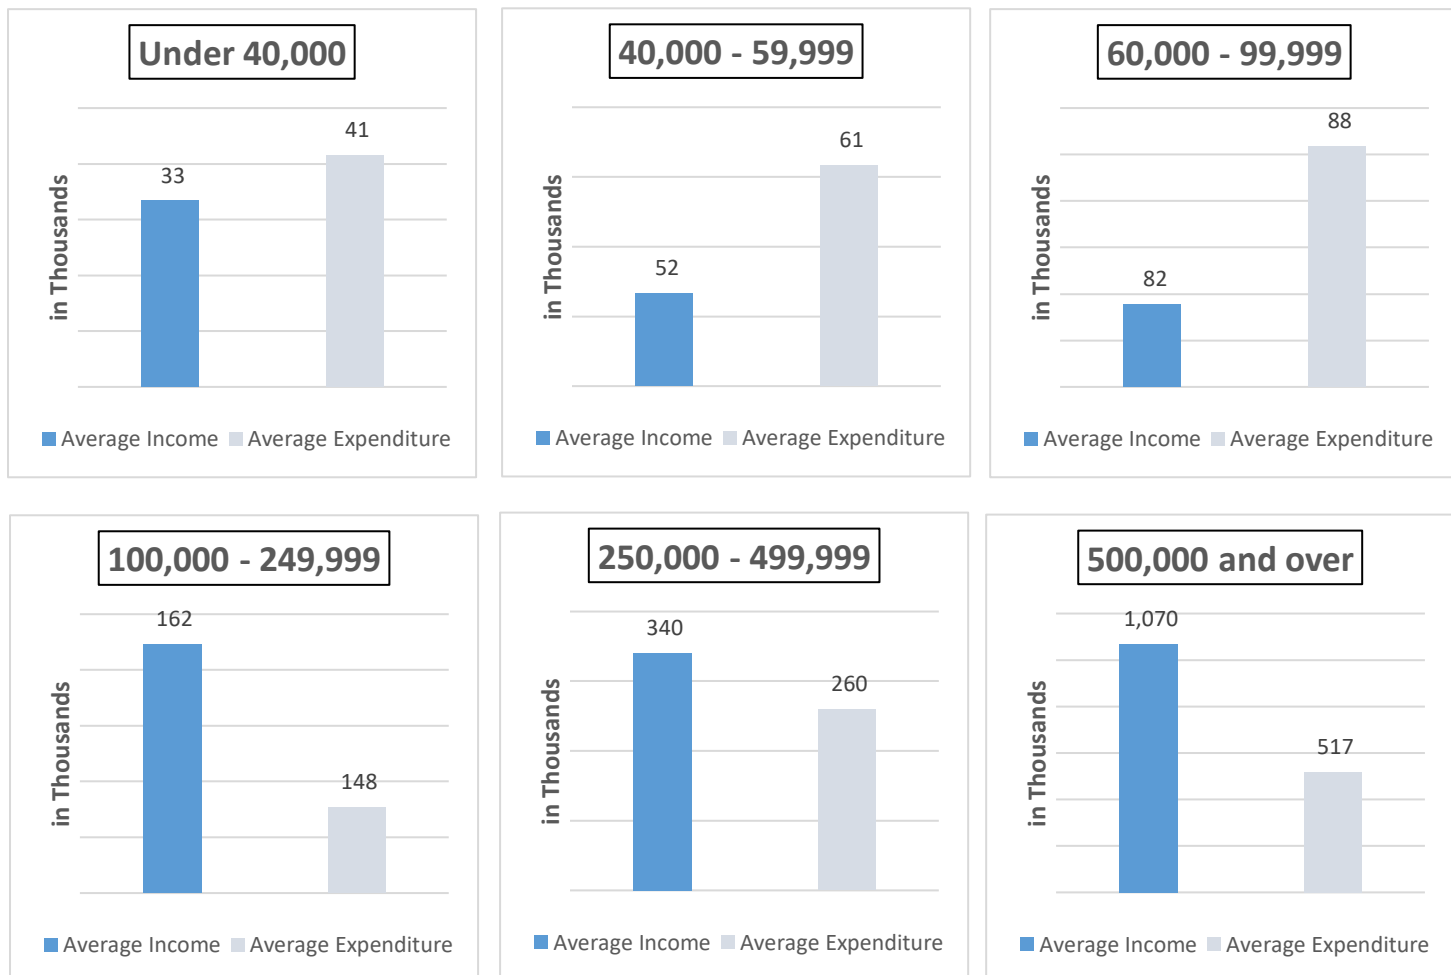 Under 40,000
41
33
in Thousands
Average Income Average Expenditure
40,000 - 59,999
61
52
in Thousands
Average Income Average Expenditure
60,000 - 99,999
88
82
in Thousands
Average Income Average Expenditure
100,000 - 249,999
162
148
in Thousands
Average Income Average Expenditure
250,000 - 499,999
340
260
in Thousands
Average Income Average Expenditure
500,000 and over
1,070
517
in Thousands
Average Income Average Expenditure